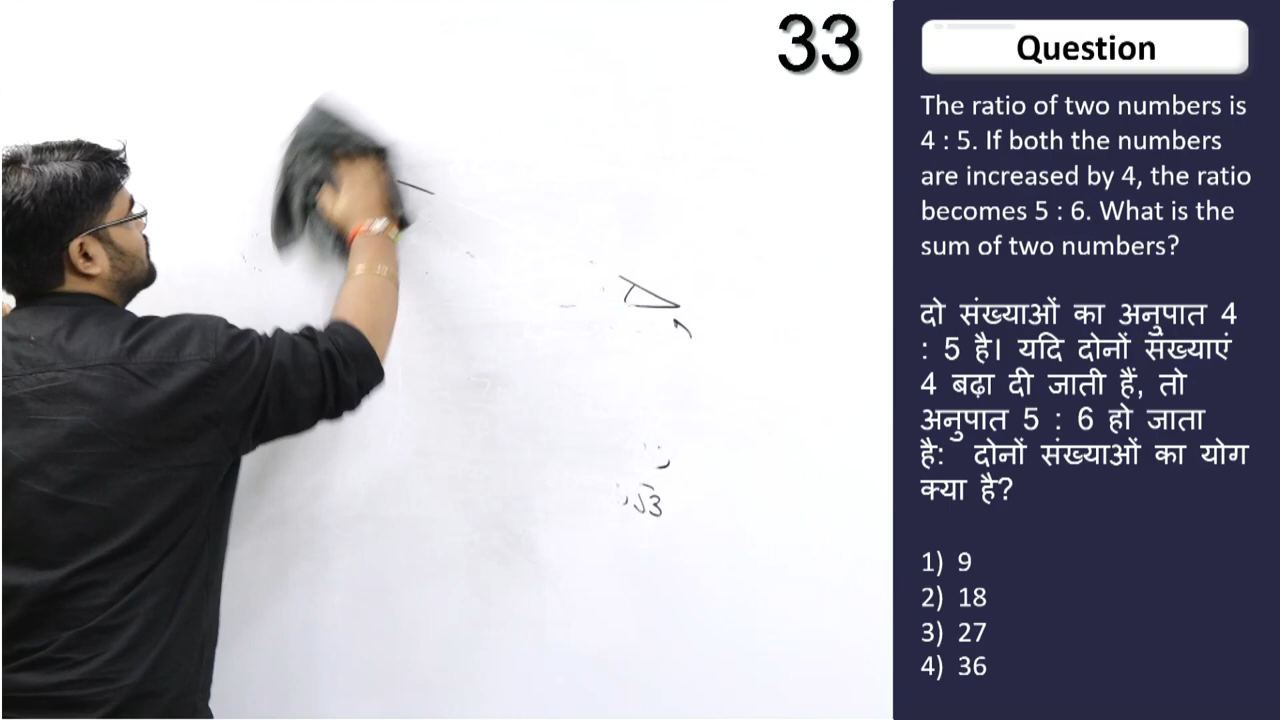 33
Question
The ratio of two numbers is
4 : 5. If both the numbers
are increased by 4, the ratio
becomes 5 : 6. What is the
sum of two numbers?
दो संख्याओं का अनुपात 4
: 5 है। यदि दोनों संख्याएं
4 बढ़ा दी जाती हैं, तो
अनुपात 5 : 6 हो जाता
है: दोनों संख्याओं का योग
क्या है?
√3
1) 9
2) 18
3) 27
4) 36